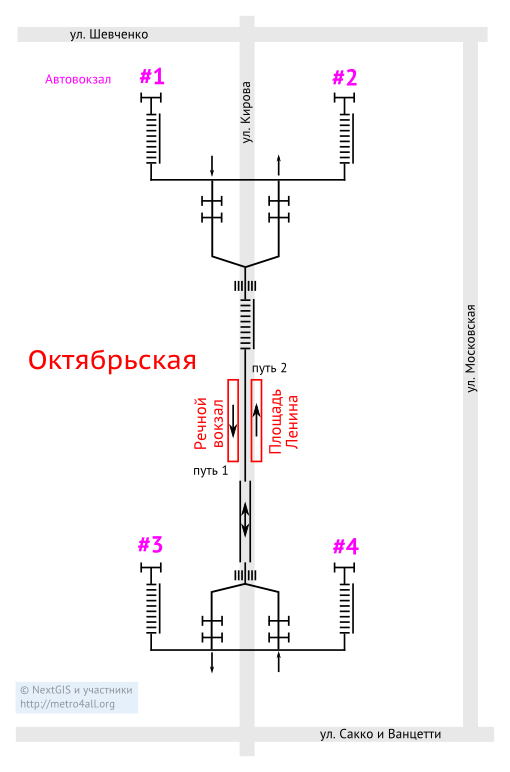 ул. Шевченко
Автовокзал
#1
#2
ул. Кирова
Октябрьская
путь 2
Речной
вокзал
Площадь
Ленина
путь 1
ул. Московская
#3
#4
© NextGIS и участники
http://metro4all.org
ул. Сакко и Ванцетти